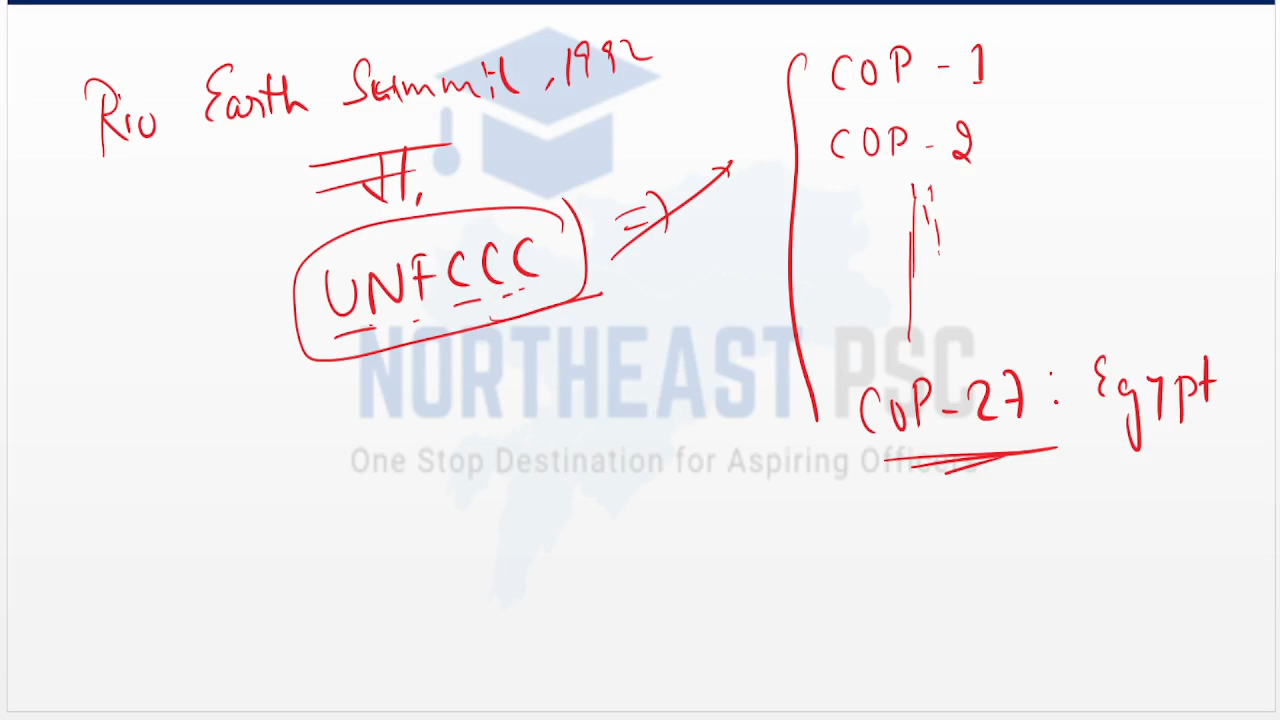 Rio Earth Summit, 1992
UNFCCC
=>
COP - 1
COP - 2
COP - 27 : Egypt
NORTHEAST PSC
One Stop Destination for Aspiring Officers